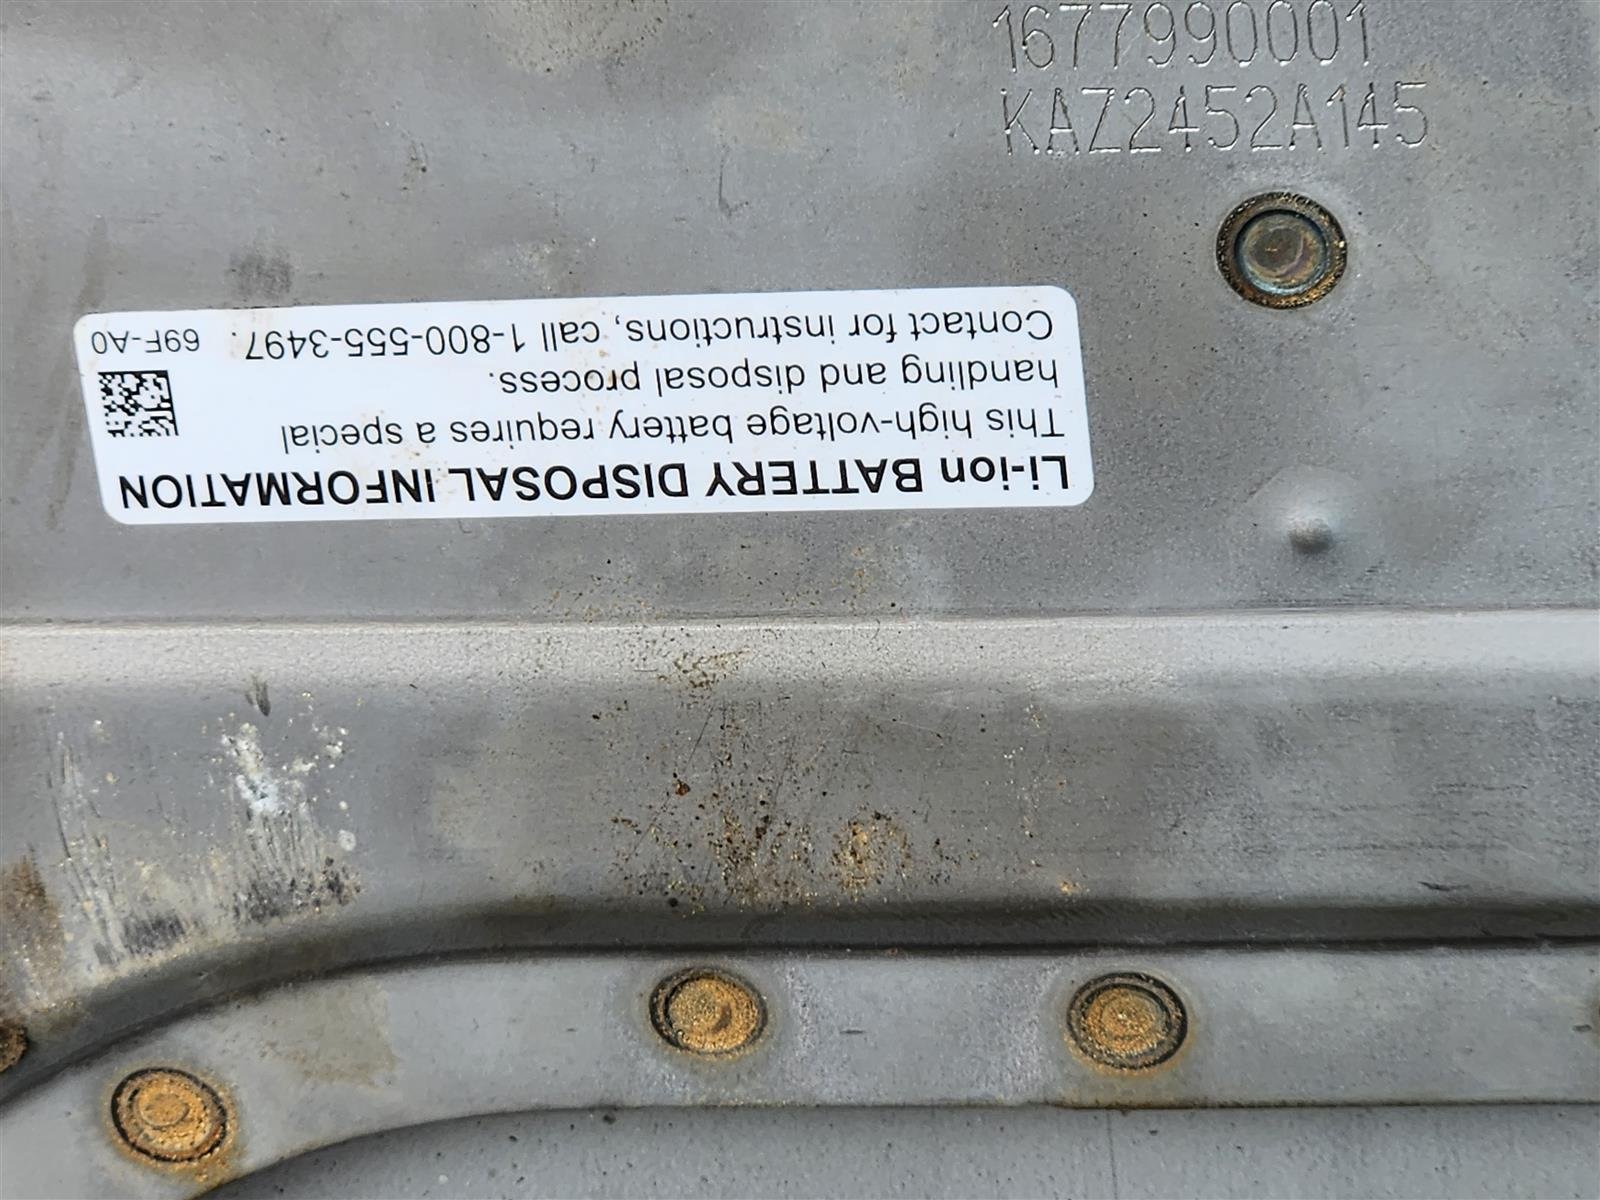 1677990001
KAZ2452A145
Li-ion BATTERY DISPOSAL INFORMATION
This high-voltage battery requires a special
handling and disposal process.
Contact for instructions, call 1-800-555-3497.
69F-A0